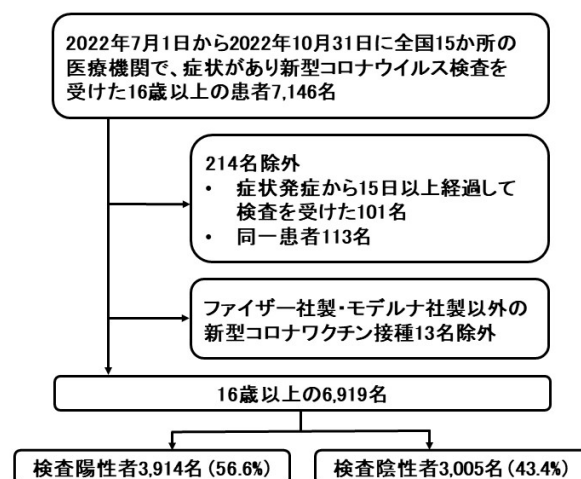 2022年7月1日から2022年10月31日に全国15か所の
医療機関で、症状があり新型コロナウイルス検査を
受けた16歳以上の患者7,146名
214名除外
• 症状発症から15日以上経過して
検査を受けた101名
• 同一患者113名
ファイザー社製・モデルナ社製以外の
新型コロナワクチン接種13名除外
16歳以上の6,919名
検査陽性者3,914名 (56.6%)
検査陰性者3,005名 (43.4%)